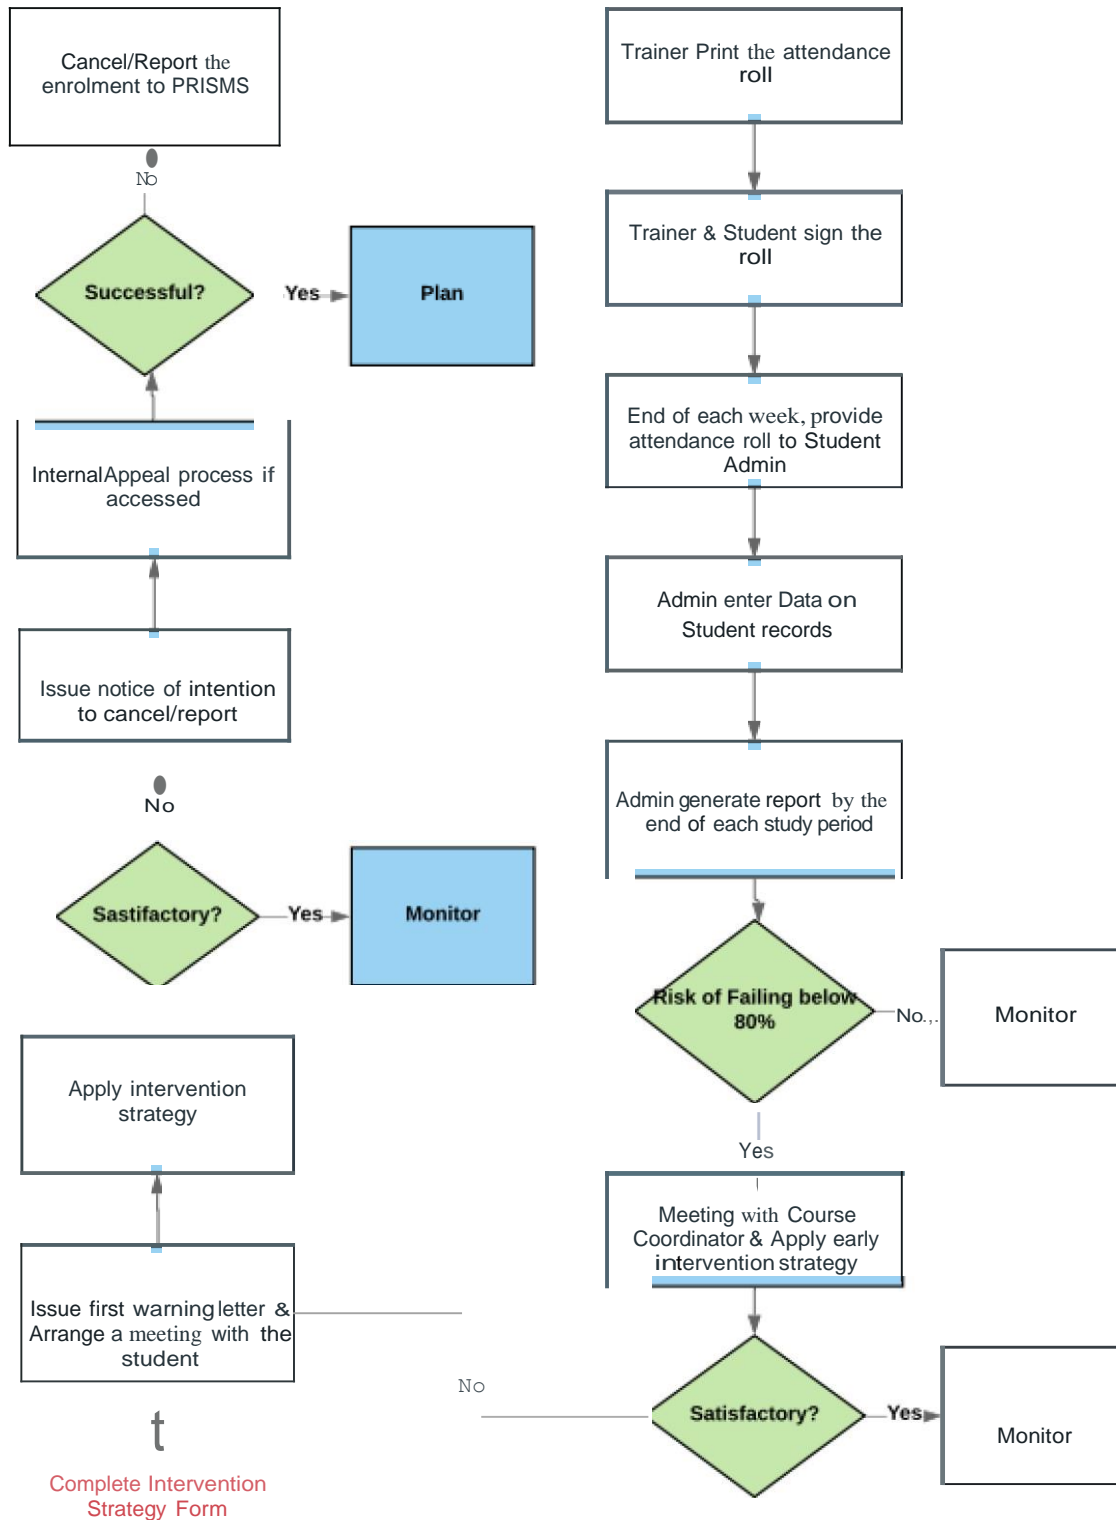 Cancel/Report the
enrolment to PRISMS
No
Successful?
Yes
Plan
Internal Appeal process if
accessed
Issue notice of intention
to cancel/report
No
Sastifactory?
Yes
Monitor
Apply intervention
strategy
Issue first warning letter &
Arrange a meeting with the
student
t
Complete Intervention
Strategy Form
Trainer Print the attendance
roll
Trainer & Student sign the
roll
End of each week, provide
attendance roll to Student
Admin
Admin enter Data on
Student records
Admin generate report by the
end of each study period
Risk of Failing below
80%
No.,.
Monitor
Yes
Meeting with Course
Coordinator & Apply early
intervention strategy
Satisfactory?
Yes
Monitor
No